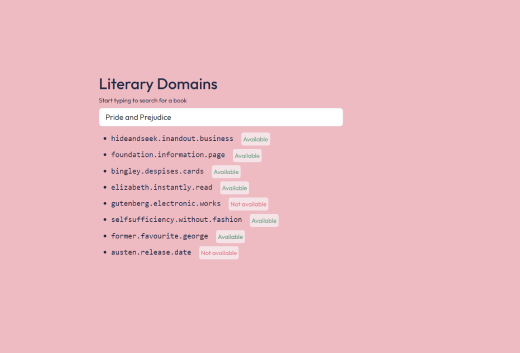 Literary Domains
Start typing to search for a book
Pride and Prejudice
hideandseek.inandout.business Available
foundation.information.page Available
bingley.despises.cards Available
elizabeth.instantly.read Available
gutenberg.electronic.works Not available
selfsufficiency.without.fashion Available
former.favourite.george Available
austen.release.date Not available